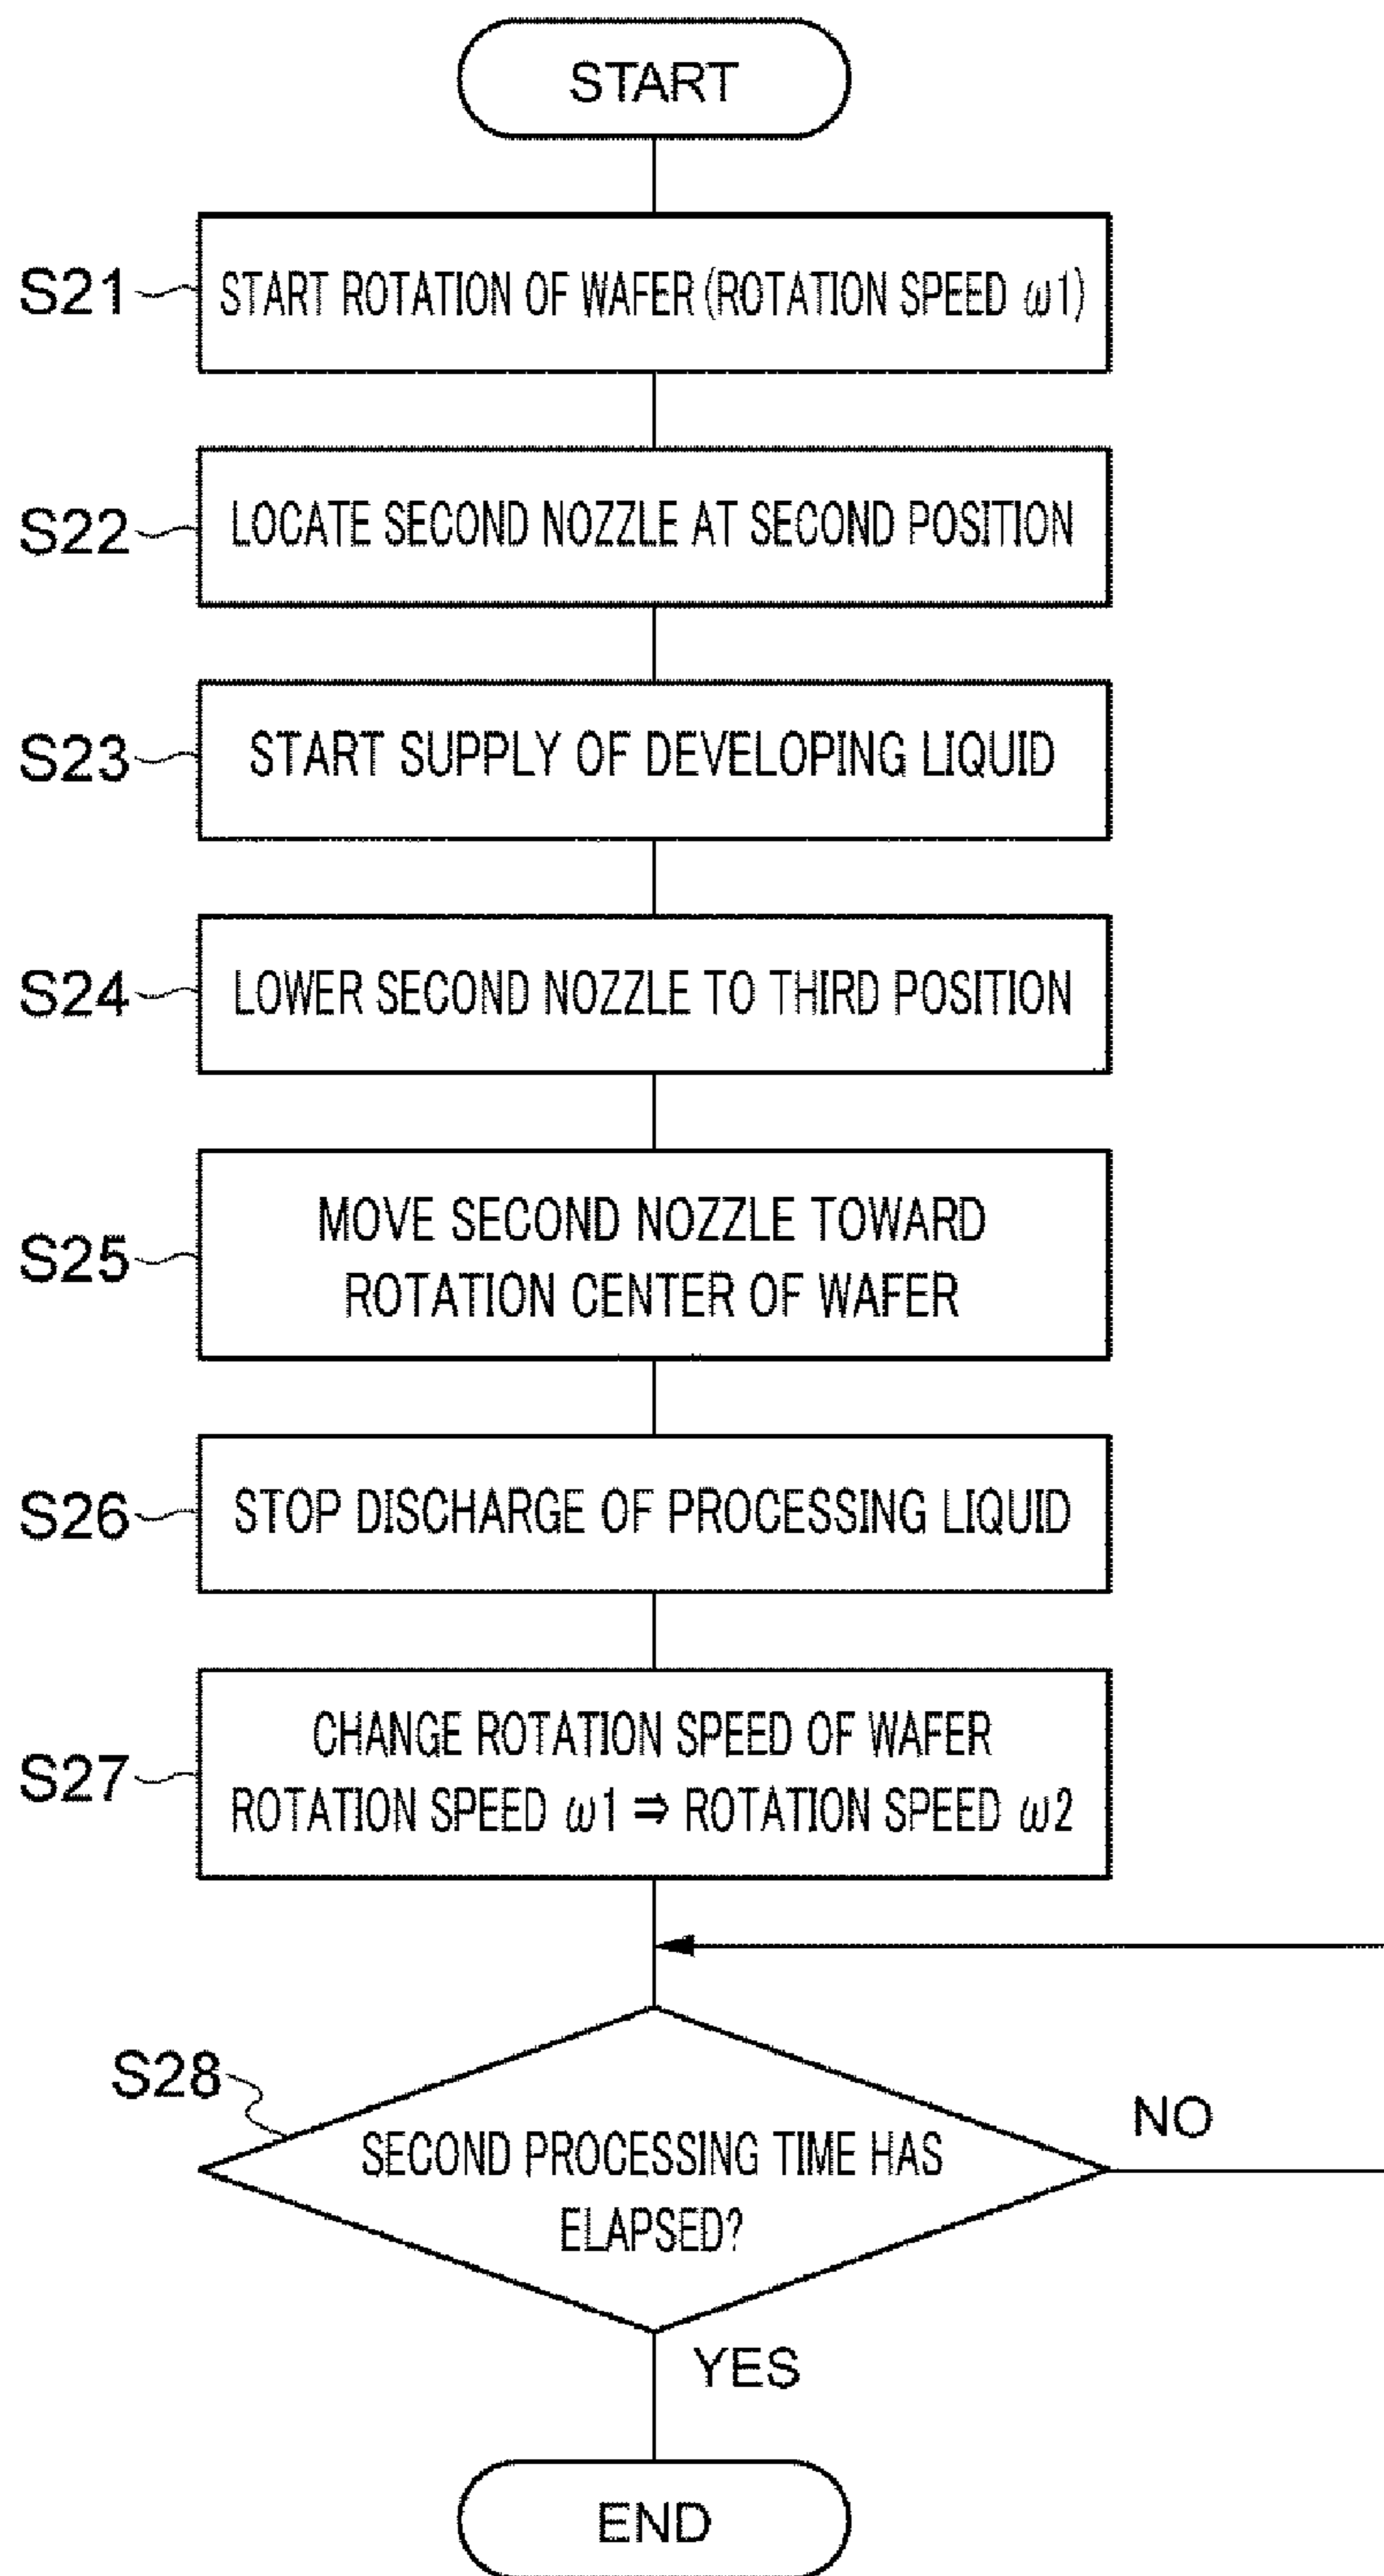 START
S21
START ROTATION OF WAFER (ROTATION SPEED ω1)
S22
LOCATE SECOND NOZZLE AT SECOND POSITION
S23
START SUPPLY OF DEVELOPING LIQUID
S24
LOWER SECOND NOZZLE TO THIRD POSITION
S25
MOVE SECOND NOZZLE TOWARD
ROTATION CENTER OF WAFER
S26
STOP DISCHARGE OF PROCESSING LIQUID
S27
CHANGE ROTATION SPEED OF WAFER
ROTATION SPEED ω1 ⇒ ROTATION SPEED ω2
S28
SECOND PROCESSING TIME HAS
ELAPSED?
NO
YES
END